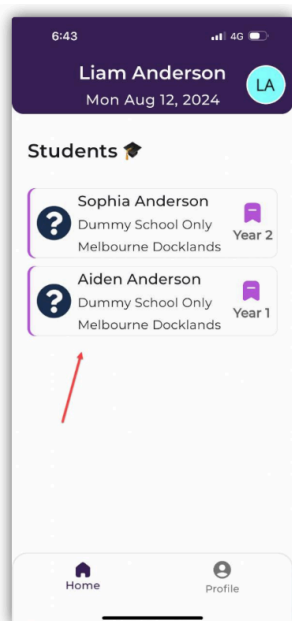 6:43
4G
Liam Anderson
LA
Mon Aug 12, 2024
Students 🎓
Sophia Anderson
Dummy School Only
Melbourne Docklands
Year 2
Aiden Anderson
Dummy School Only
Melbourne Docklands
Year 1
Home
Profile